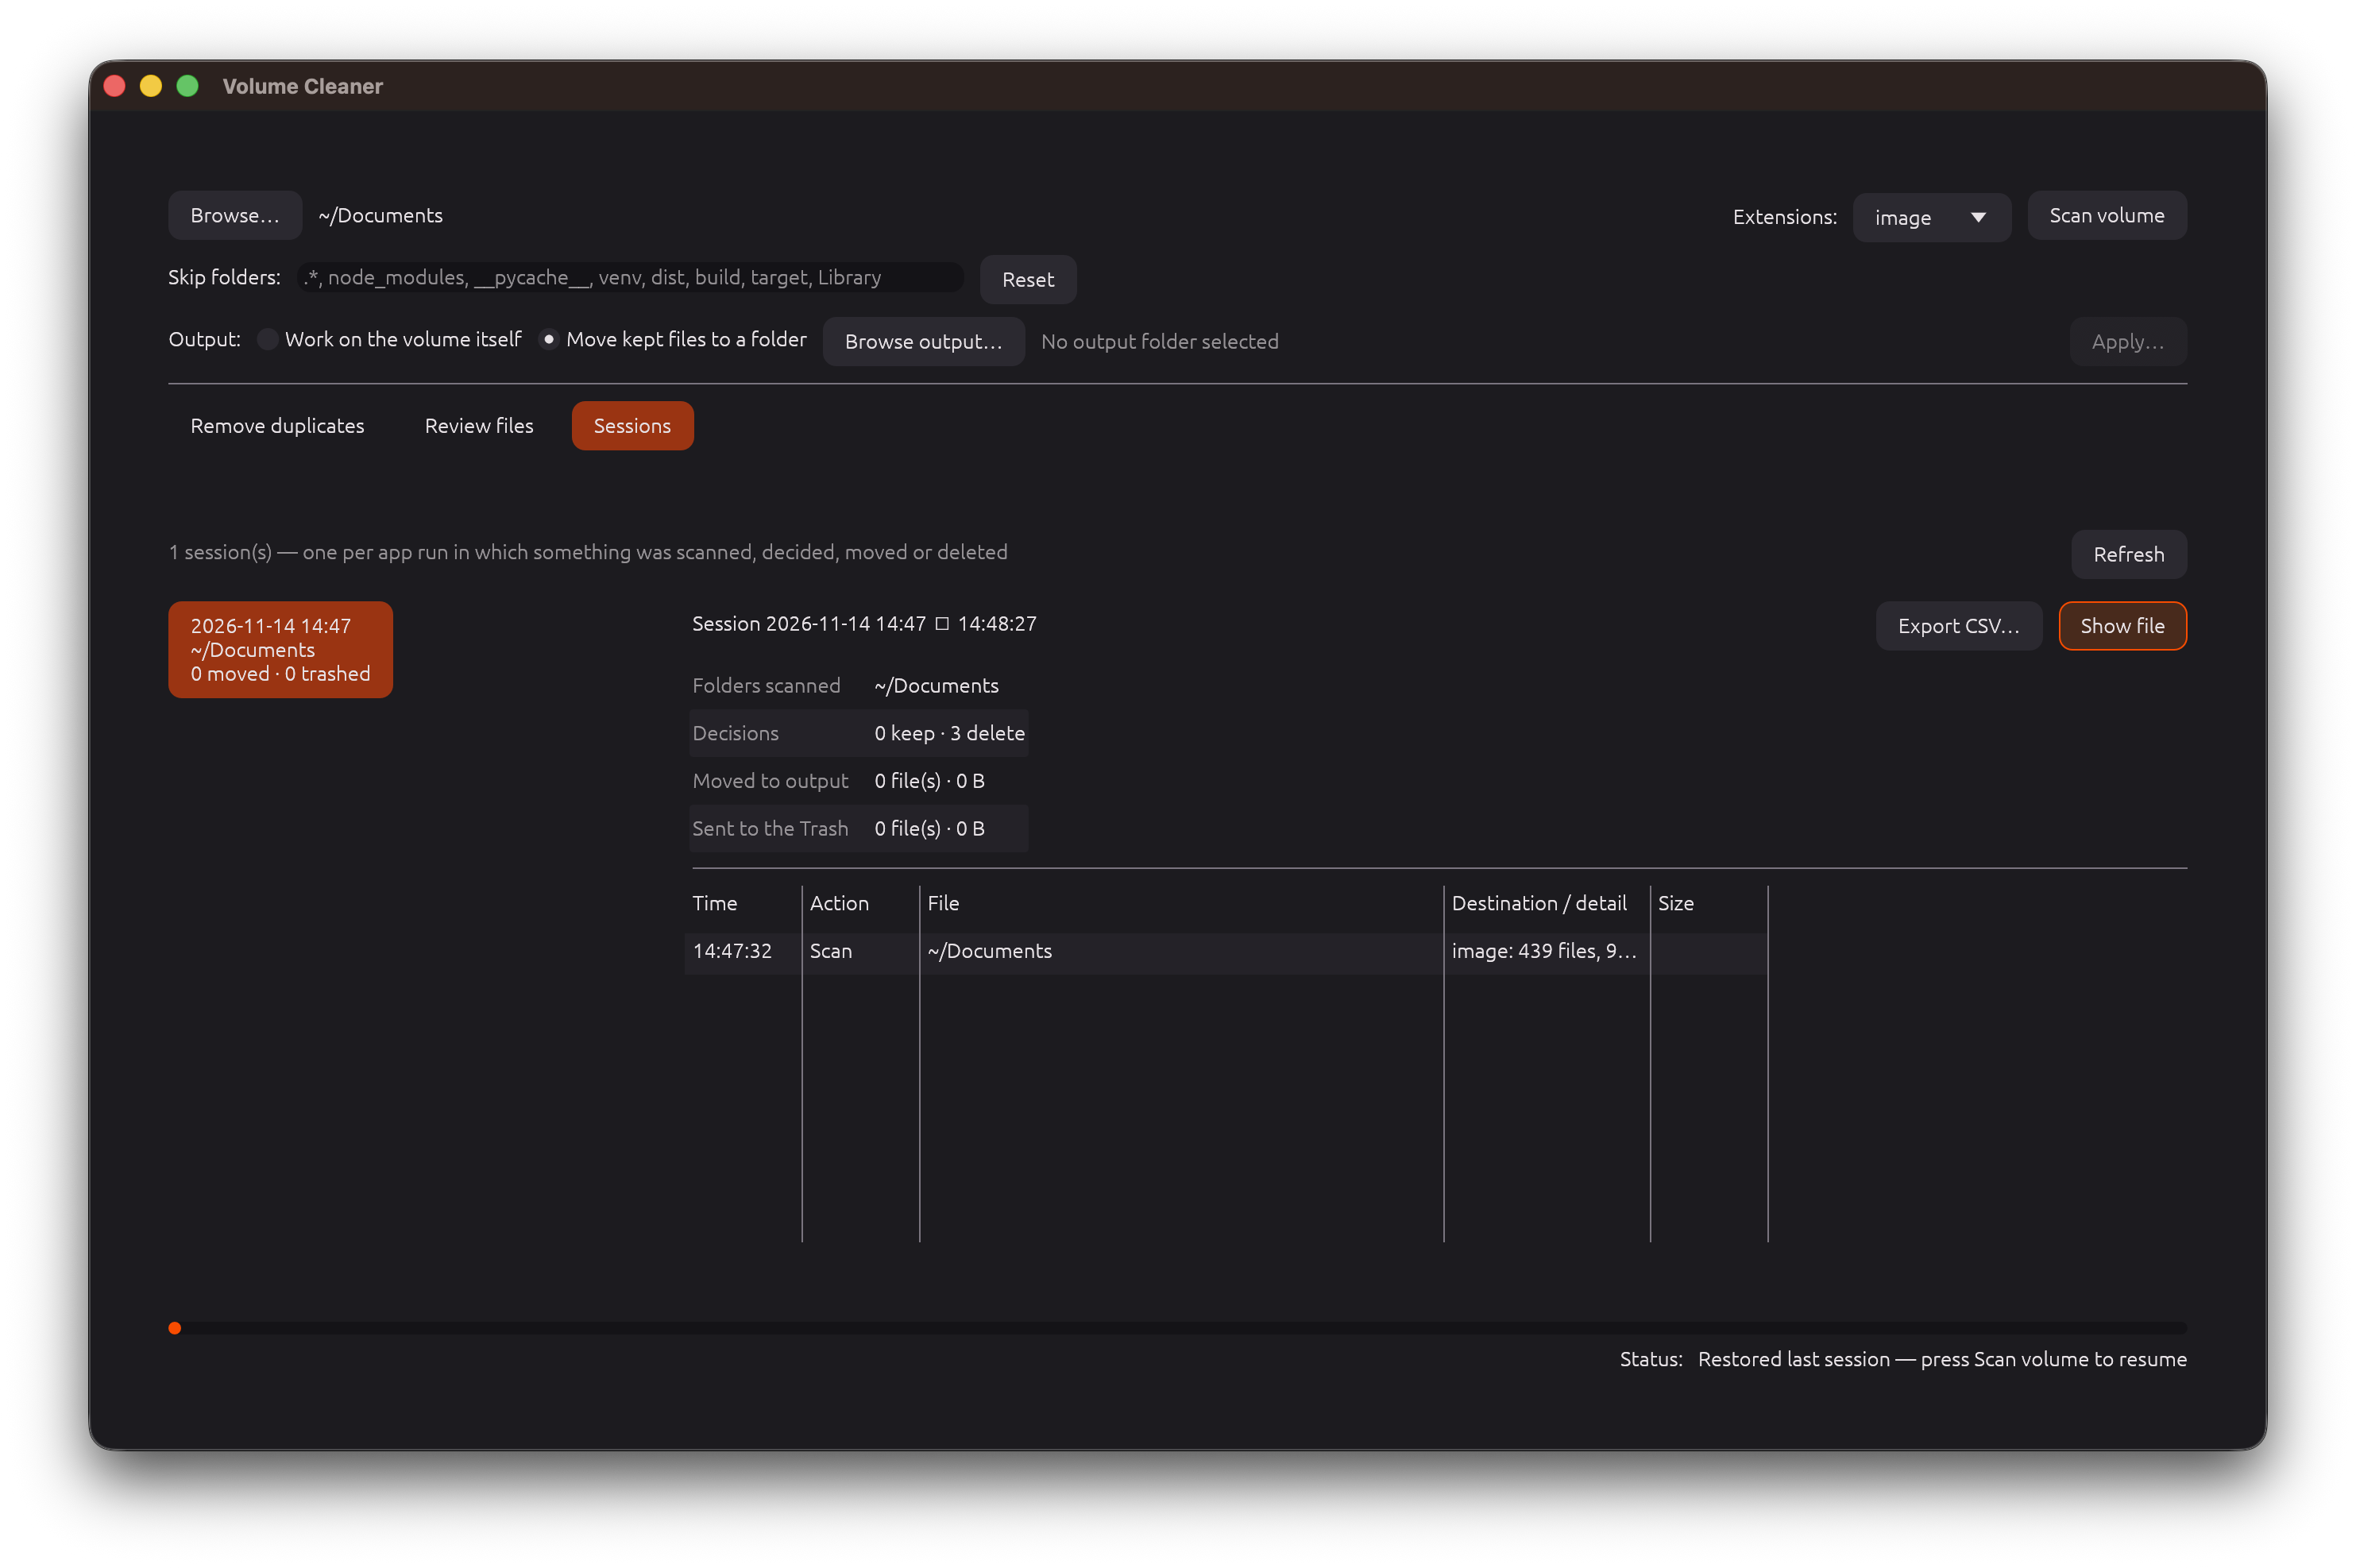 Volume Cleaner
Browse... ~/Documents Extensions: image Scan volume
Skip folders: .*, node_modules, __pycache__, venv, dist, build, target, Library Reset
Output: Work on the volume itself Move kept files to a folder Browse output... No output folder selected Apply...
Remove duplicates Review files Sessions
1 session(s) — one per app run in which something was scanned, decided, moved or deleted Refresh
2026-11-14 14:47
~/Documents
0 moved · 0 trashed
Session 2026-11-14 14:47 □ 14:48:27 Export CSV... Show file
Folders scanned ~/Documents
Decisions 0 keep · 3 delete
Moved to output 0 file(s) · 0 B
Sent to the Trash 0 file(s) · 0 B
Time Action File Destination / detail Size
14:47:32 Scan ~/Documents image: 439 files, 9...
Status: Restored last session — press Scan volume to resume